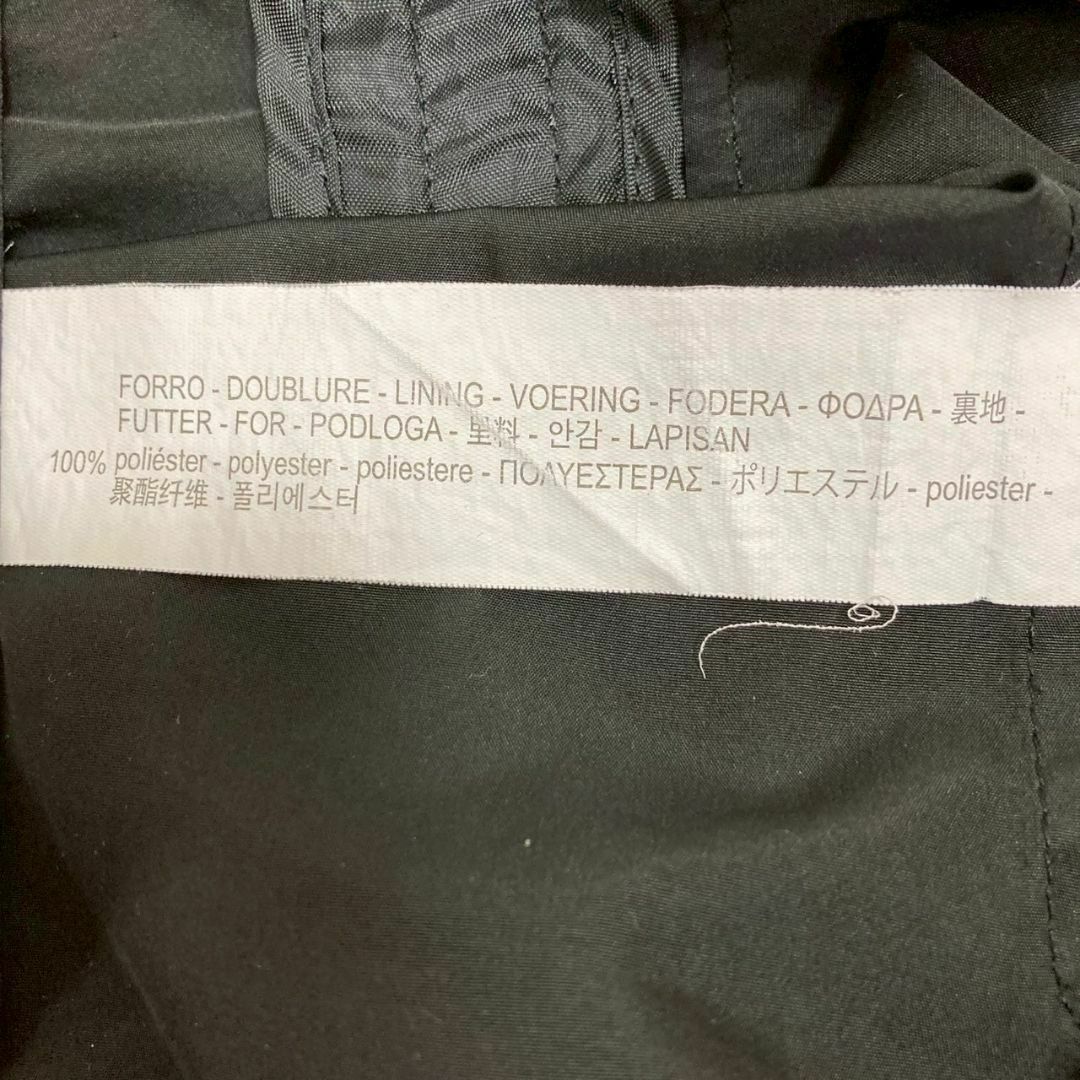 FORRO - DOUBLURE - LINING - VOERING - FODERA - ΦΟΔΡΑ - 裏地 -
FUTTER - FOR - PODLOGA - 里料 - 안감 - LAPISAN
100% poliéster - polyester - poliestere - ΠΟΛΥΕΣΤΕΡΑΣ - ポリエステル - poliester -
聚酯纤维 - 폴리에스터